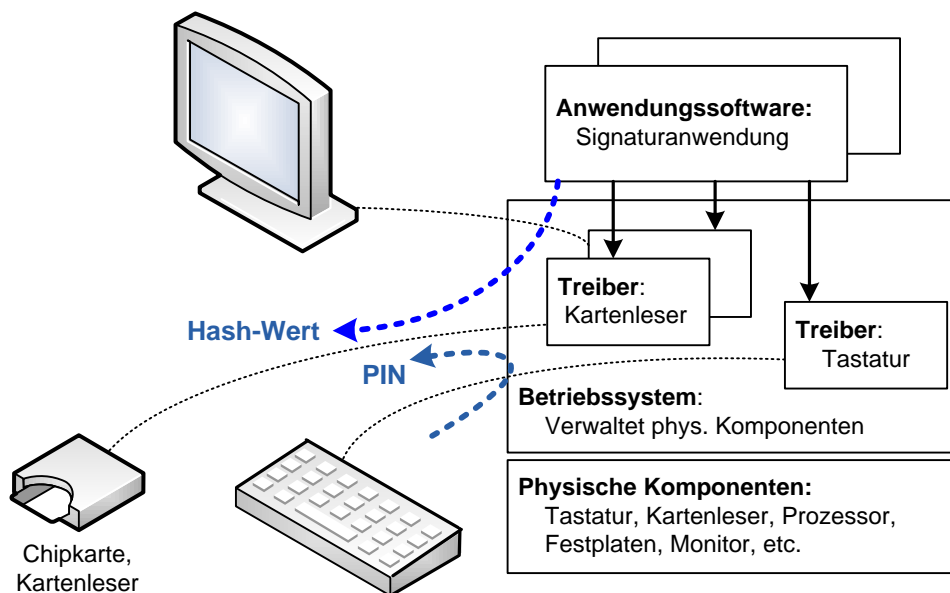 Anwendungssoftware:
Signaturanwendung
Treiber:
Kartenleser
Treiber:
Tastatur
Hash-Wert
PIN
Betriebssystem:
Verwaltet phys. Komponenten
Physische Komponenten:
Tastatur, Kartenleser, Prozessor,
Festplaten, Monitor, etc.
Chipkarte,
Kartenleser